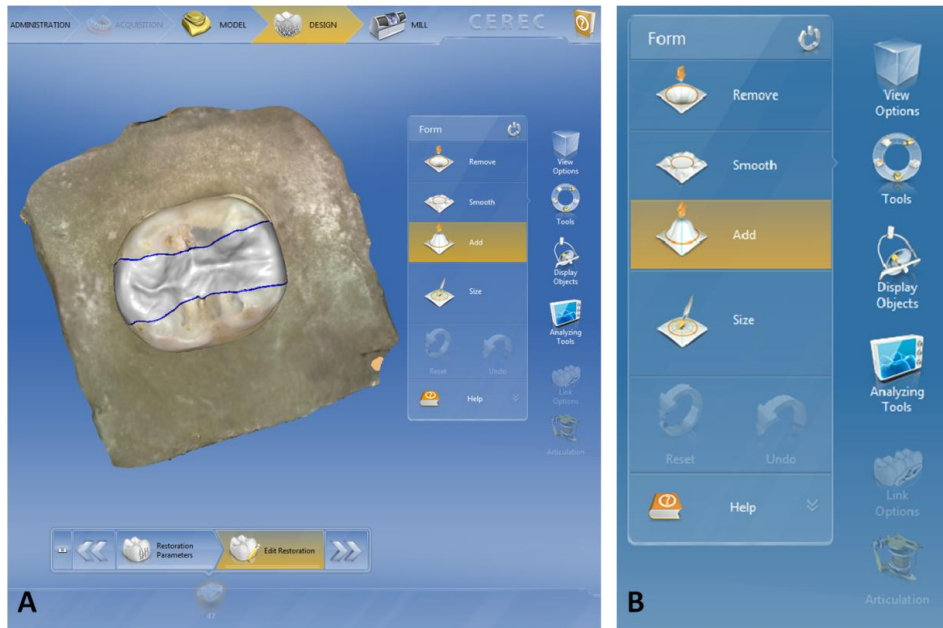 ADMINISTRATION
ACQUISITION
MODEL
DESIGN
MILL
CEREC
Form
Remove
Smooth
Add
Size
Reset
Undo
Help
View
Options
Tools
Display
Objects
Analyzing
Tools
Link
Options
Articulation
Restoration
Parameters
Edit Restoration
47
A
Form
Remove
Smooth
Add
Size
Reset
Undo
Help
View
Options
Tools
Display
Objects
Analyzing
Tools
Link
Options
Articulation
B